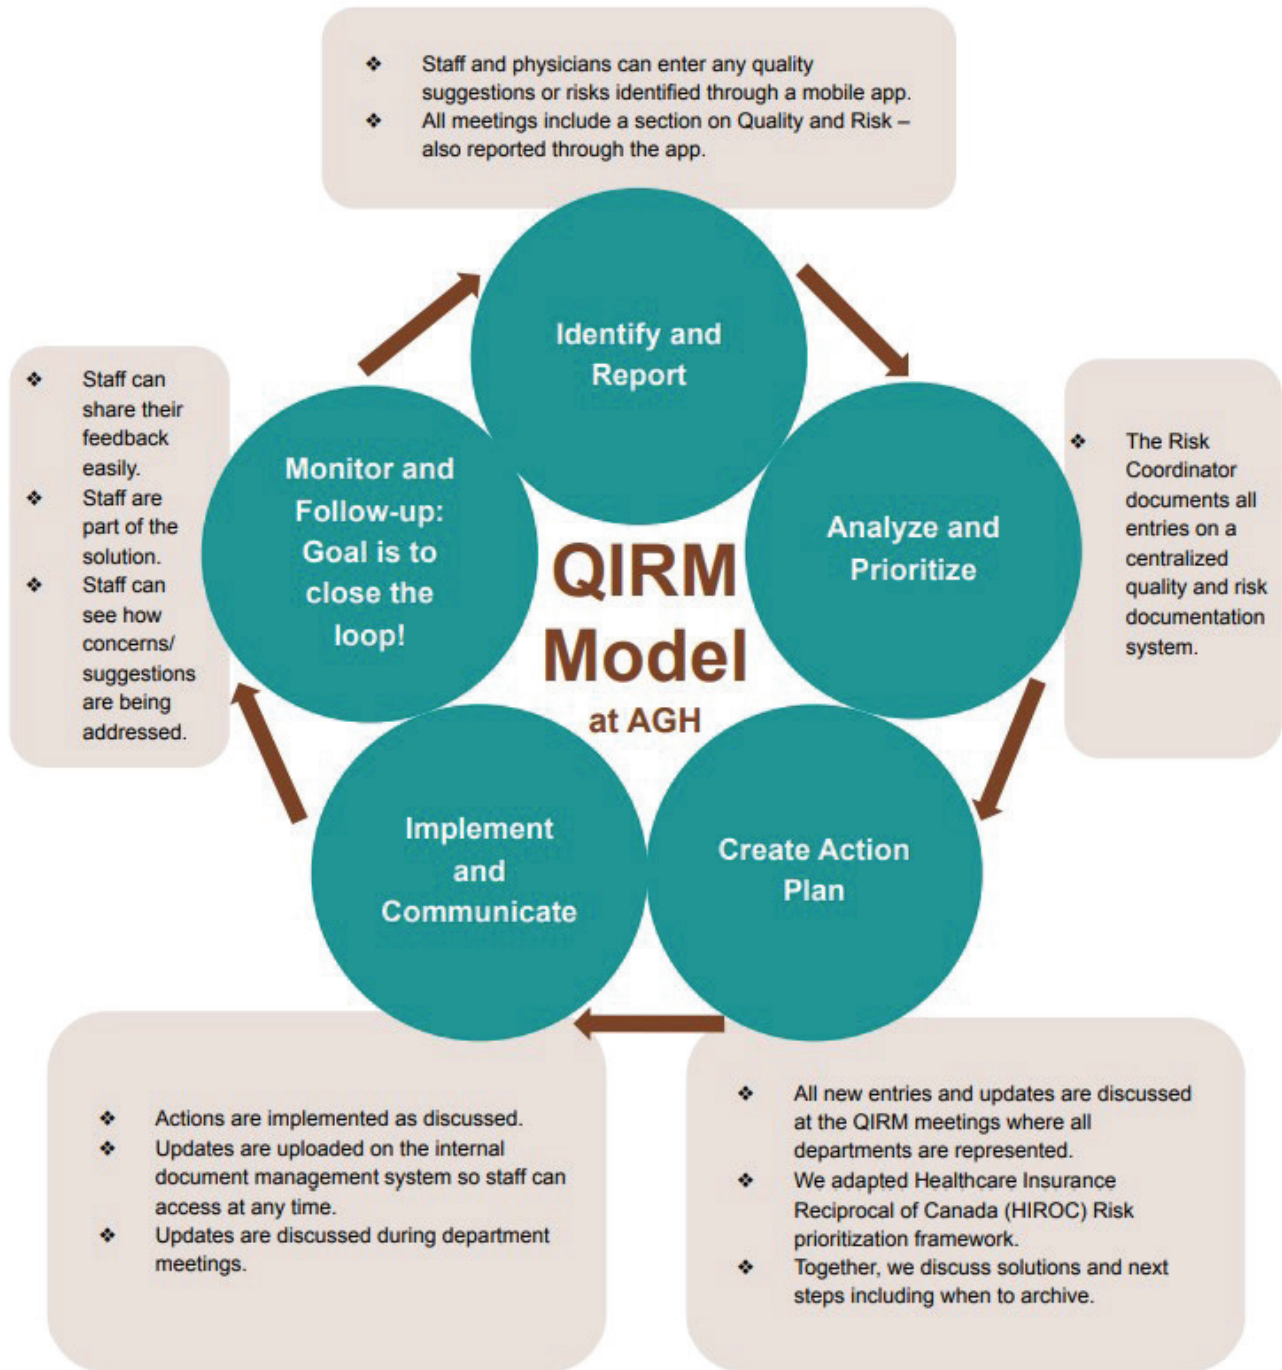 ❖ Staff and physicians can enter any quality
suggestions or risks identified through a mobile app.
❖ All meetings include a section on Quality and Risk –
also reported through the app.
Identify and
Report
Analyze and
Prioritize
❖ The Risk
Coordinator
documents all
entries on a
centralized
quality and risk
documentation
system.
Create Action
Plan
❖ All new entries and updates are discussed
at the QIRM meetings where all
departments are represented.
❖ We adapted Healthcare Insurance
Reciprocal of Canada (HIROC) Risk
prioritization framework.
❖ Together, we discuss solutions and next
steps including when to archive.
Implement
and
Communicate
❖ Actions are implemented as discussed.
❖ Updates are uploaded on the internal
document management system so staff can
access at any time.
❖ Updates are discussed during department
meetings.
Monitor and
Follow-up:
Goal is to
close the
loop!
❖ Staff can
share their
feedback
easily.
❖ Staff are
part of the
solution.
❖ Staff can
see how
concerns/
suggestions
are being
addressed.
QIRM
Model
at AGH